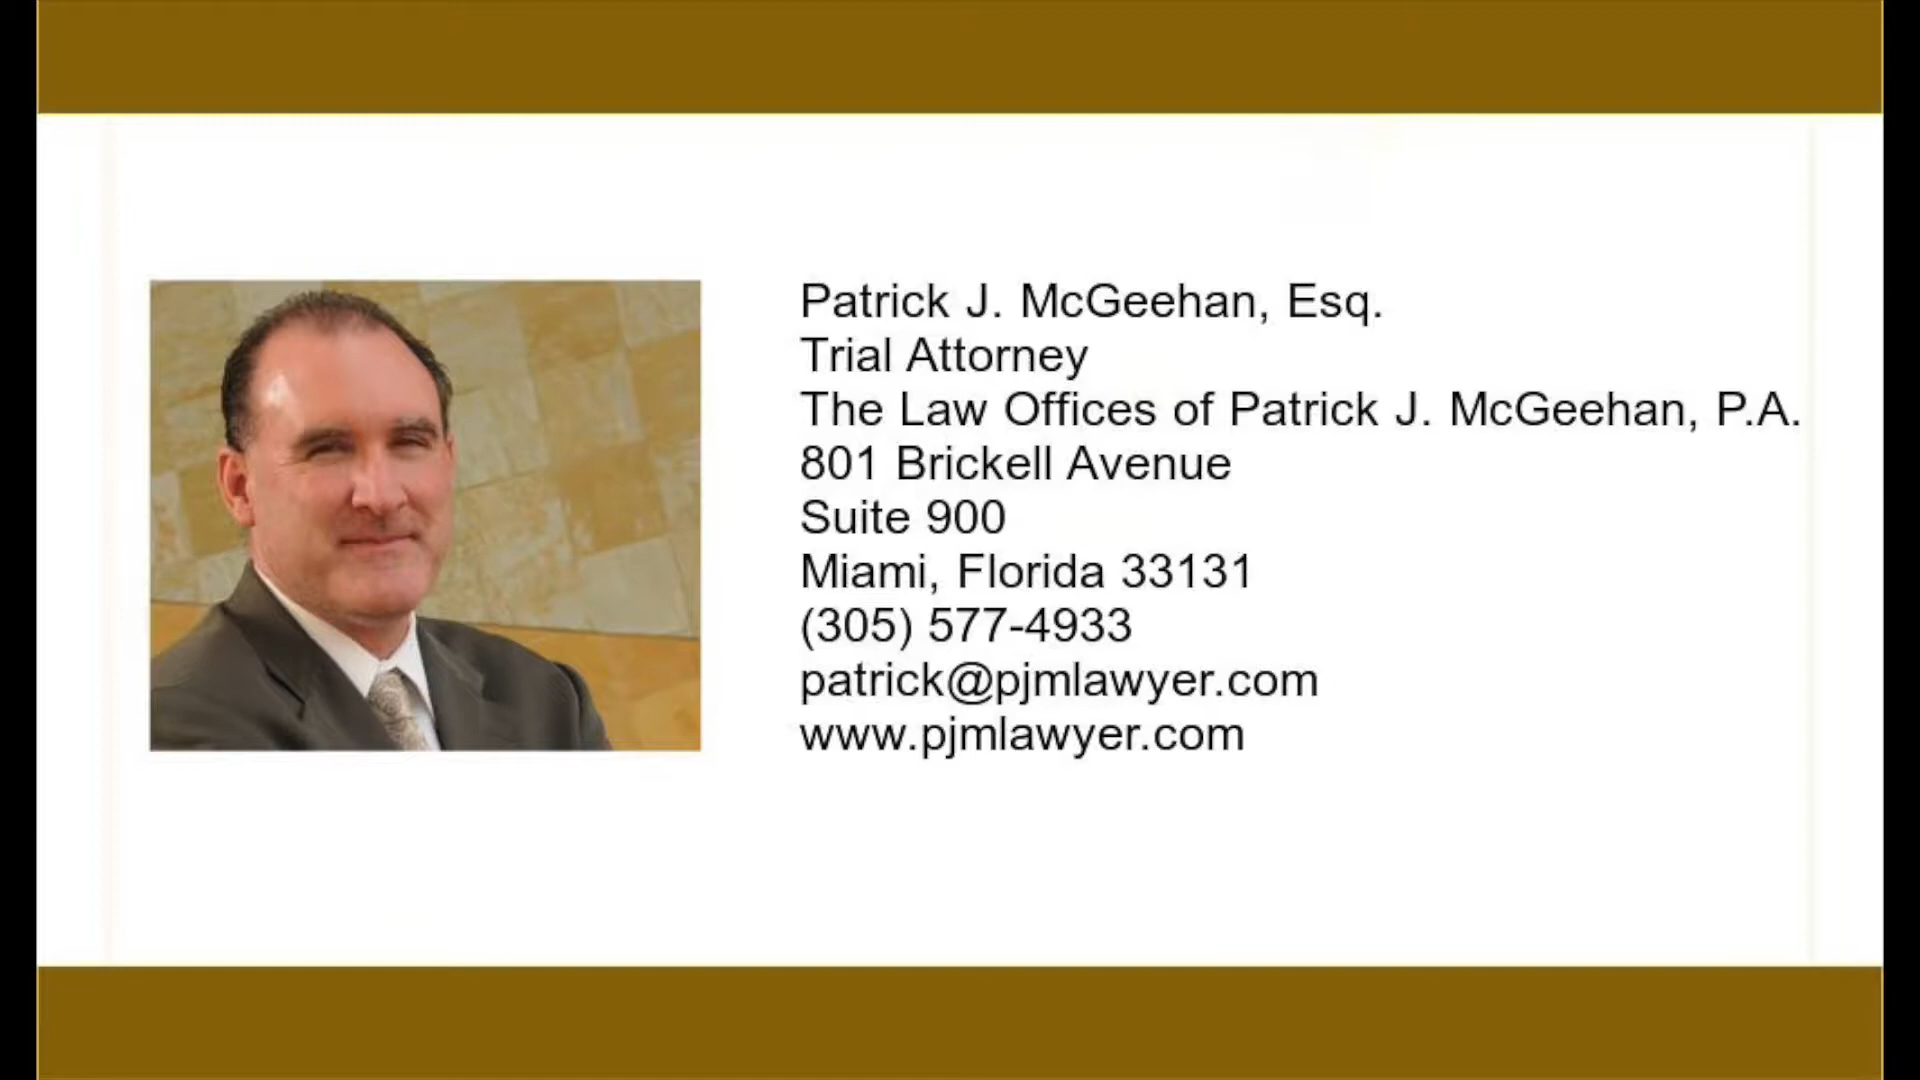 Patrick J. McGeehan, Esq.
Trial Attorney
The Law Offices of Patrick J. McGeehan, P.A.
801 Brickell Avenue
Suite 900
Miami, Florida 33131
(305) 577-4933
patrick@pjmlawyer.com
www.pjmlawyer.com